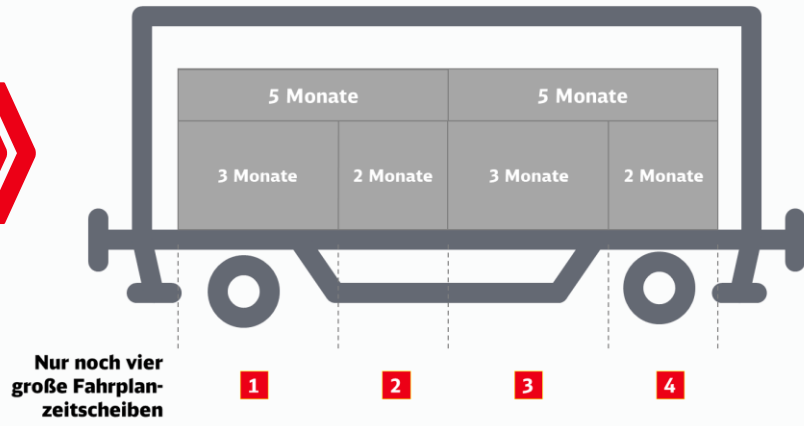 5 Monate
5 Monate
3 Monate
2 Monate
3 Monate
2 Monate
Nur noch vier
große Fahrplan-
zeitscheiben
1
2
3
4